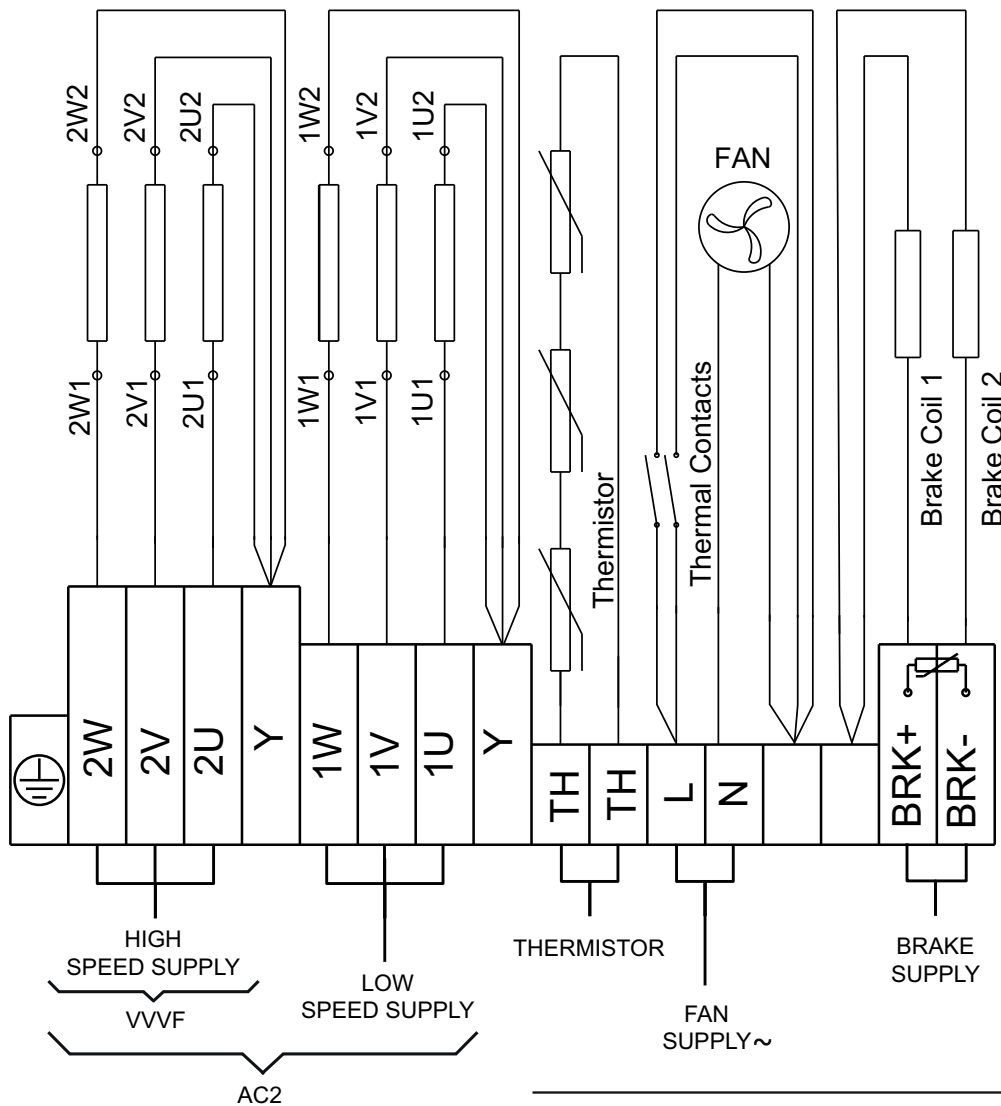 2W2
2V2
2U2
1W2
1V2
1U2
FAN
2W1
2V1
2U1
1W1
1V1
1U1
Thermistor
Thermal Contacts
Brake Coil 1
Brake Coil 2
2W
2V
2U
Y
1W
1V
1U
Y
TH
TH
L
N
BRK+
BRK-
HIGH
SPEED SUPPLY
VVVF
LOW
SPEED SUPPLY
AC2
THERMISTOR
FAN
SUPPLY~
BRAKE
SUPPLY